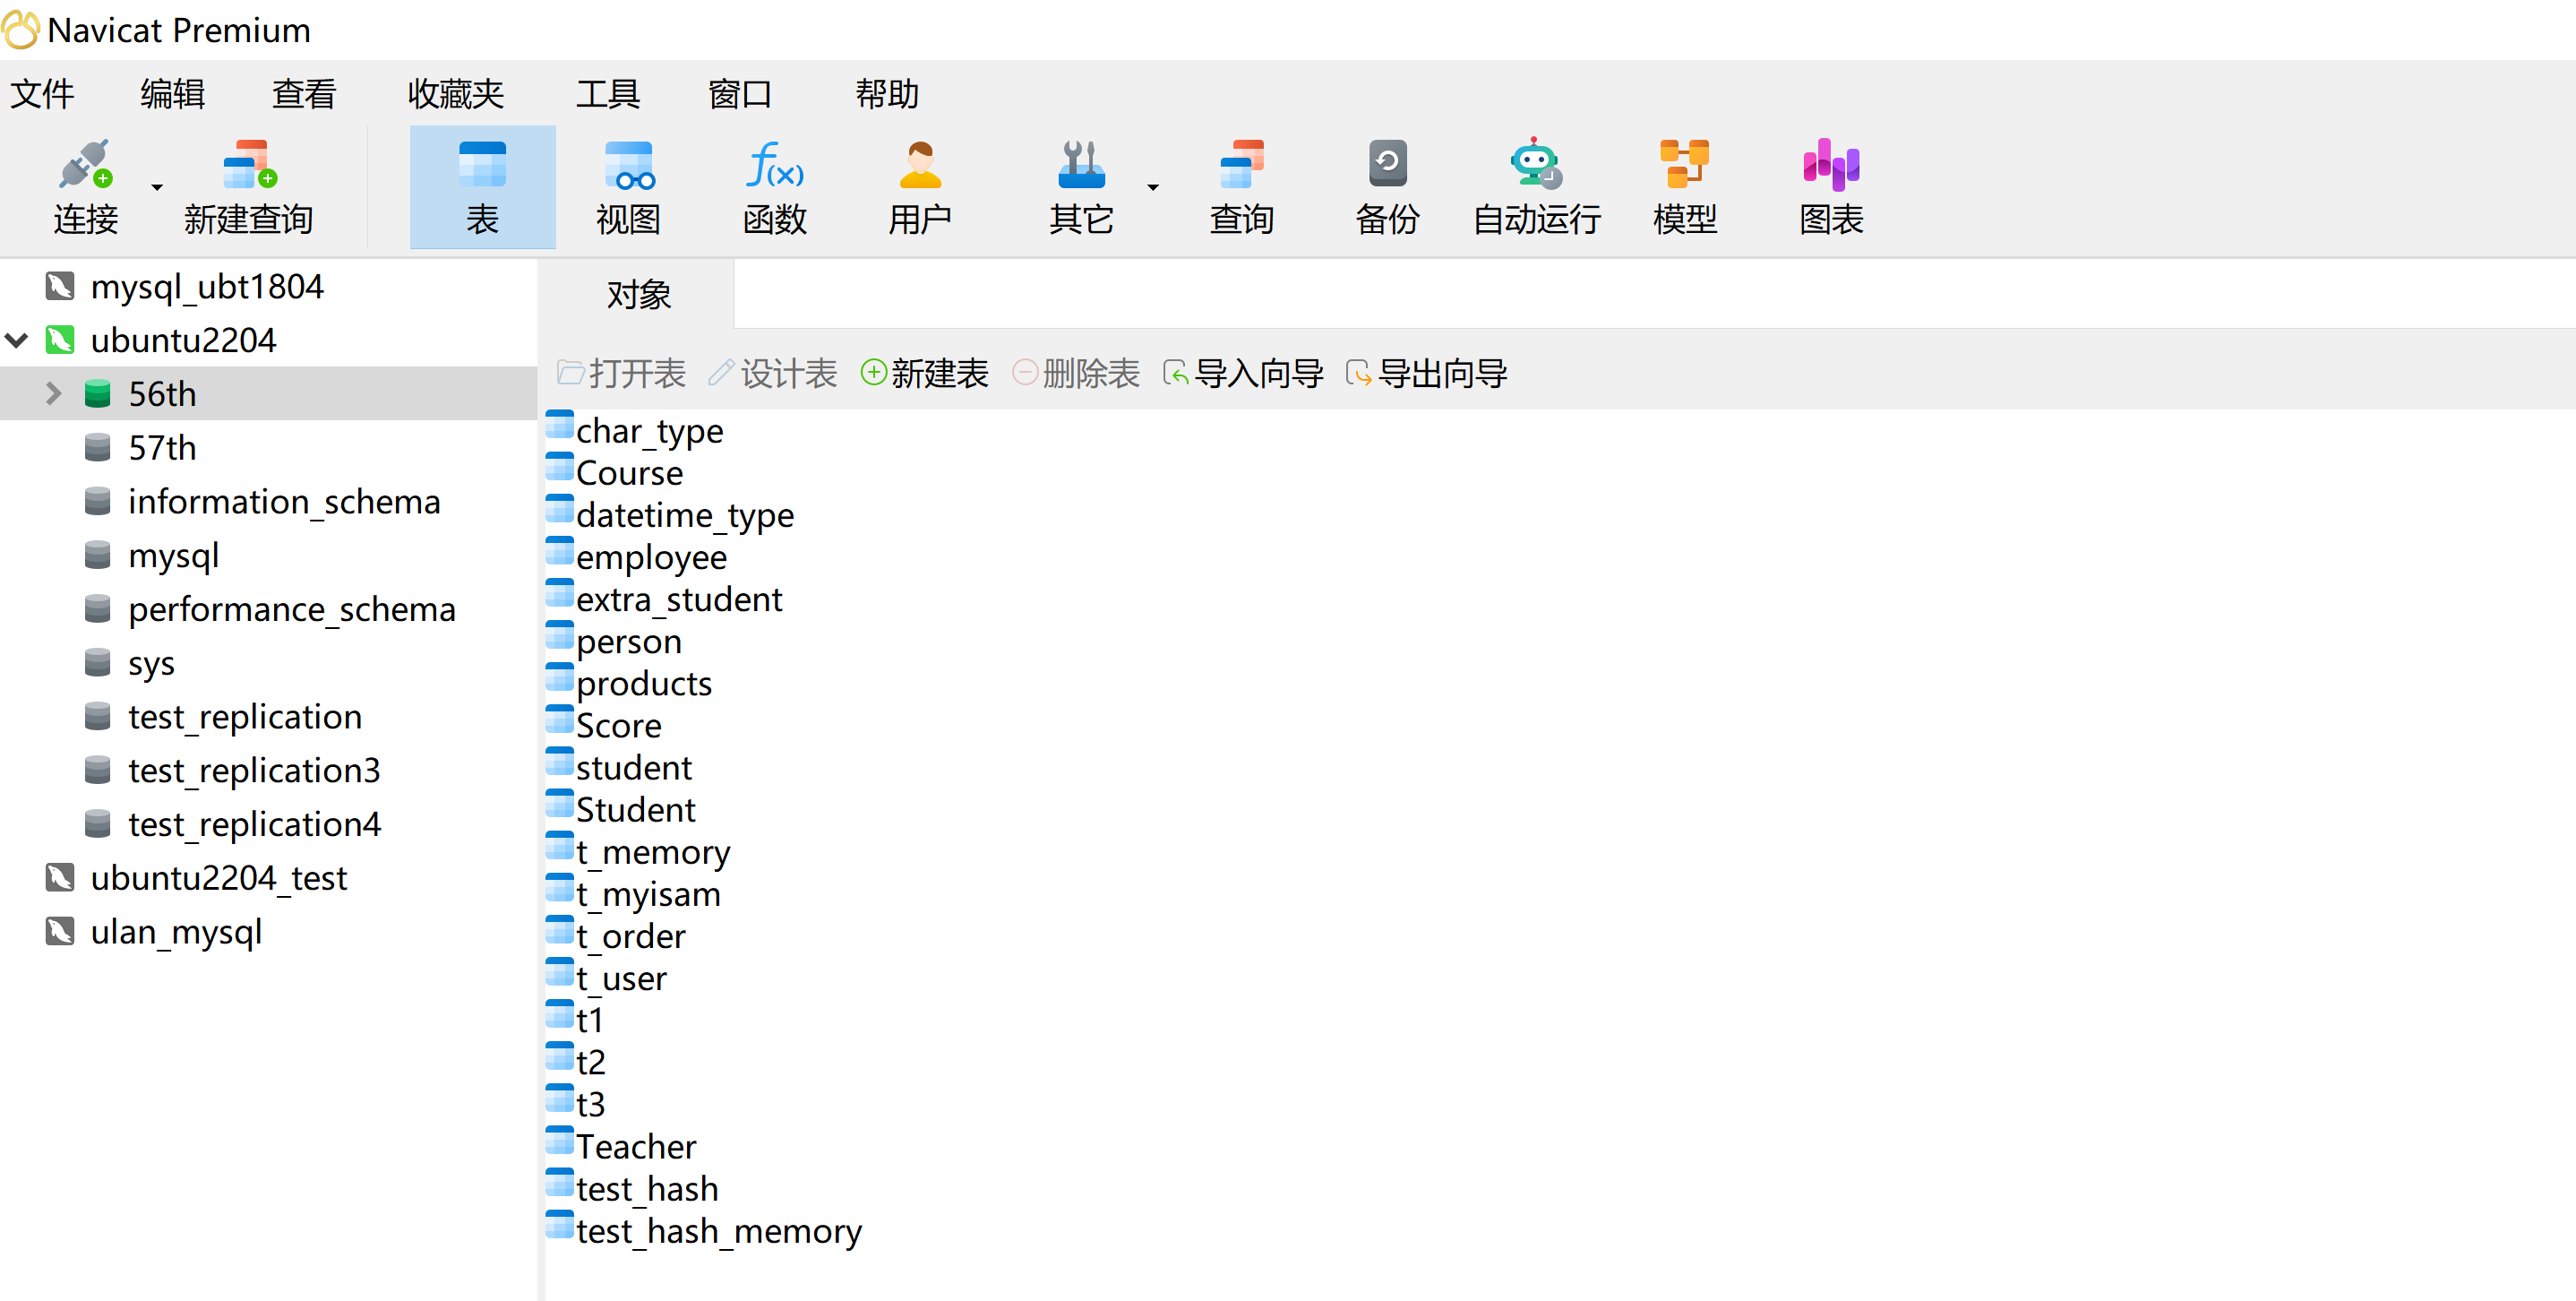 Navicat Premium
文件 编辑 查看 收藏夹 工具 窗口 帮助
连接 新建查询 表 视图 函数 用户 其它 查询 备份 自动运行 模型 图表
mysql_ubt1804
ubuntu2204
56th
57th
information_schema
mysql
performance_schema
sys
test_replication
test_replication3
test_replication4
ubuntu2204_test
ulan_mysql
对象
打开表 设计表 新建表 删除表 导入向导 导出向导
char_type
Course
datetime_type
employee
extra_student
person
products
Score
student
Student
t_memory
t_myisam
t_order
t_user
t1
t2
t3
Teacher
test_hash
test_hash_memory